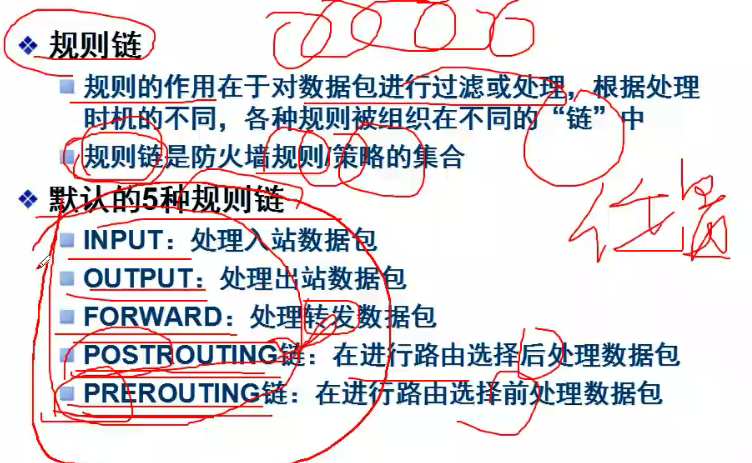 规则链
规则的作用在于对数据包进行过滤或处理，根据处理
时机的不同，各种规则被组织在不同的“链”中
规则链是防火墙规则/策略的集合
默认的5种规则链
INPUT：处理入站数据包
OUTPUT：处理出站数据包
FORWARD：处理转发数据包
POSTROUTING链：在进行路由选择后处理数据包
PREROUTING链：在进行路由选择前处理数据包